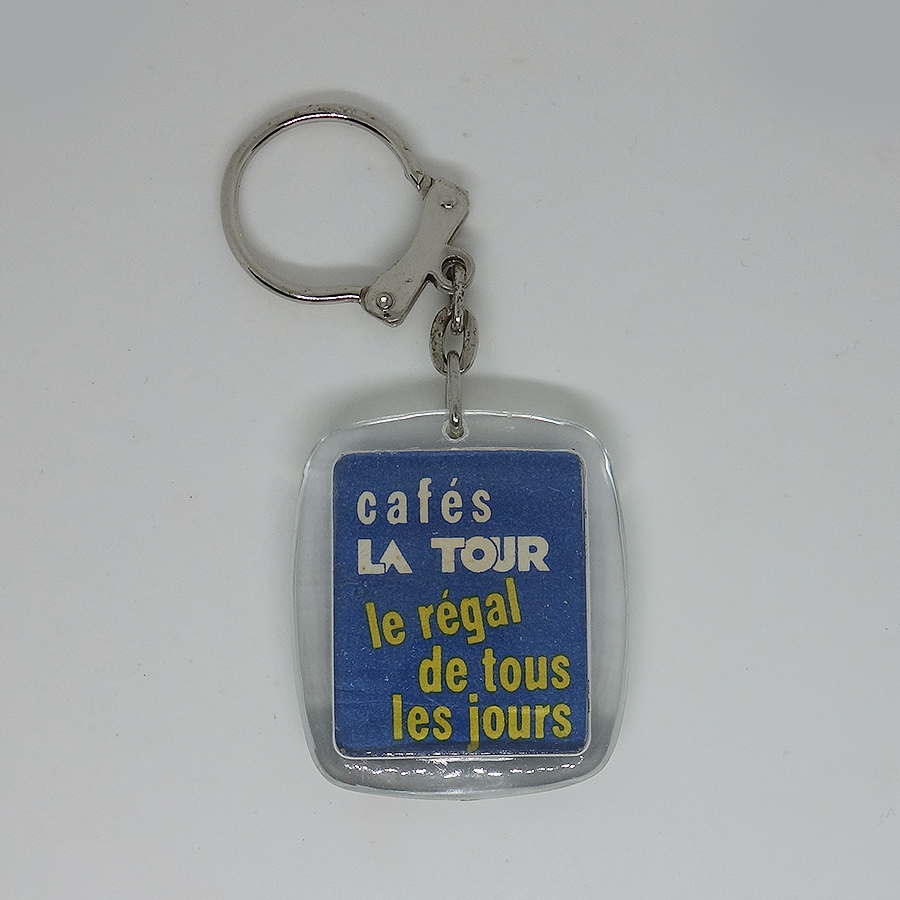 cafés
LA TOUR
le régal
de tous
les jours